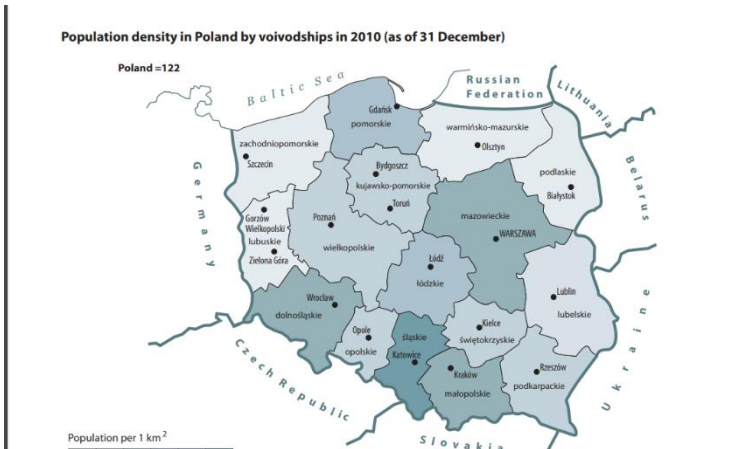 Population density in Poland by voivodships in 2010 (as of 31 December)
Poland =122
Baltic Sea
Russian
Federation
Lithuania
Gdańsk
pomorskie
warmińsko-mazurskie
Olsztyn
zachodniopomorskie
Szczecin
Bydgoszcz
kujawsko-pomorskie
Toruń
podlaskie
Białystok
Belarus
Germany
Gorzów
Wielkopolski
lubuskie
Zielona Góra
Poznań
wielkopolskie
mazowieckie
WARSZAWA
Łódź
łódzkie
Wrocław
dolnośląskie
Lublin
lubelskie
Opole
opolskie
śląskie
Katowice
Kielce
świętokrzyskie
Kraków
małopolskie
Rzeszów
podkarpackie
Ukraine
Czech Republic
Slovakia
Population per 1 km²